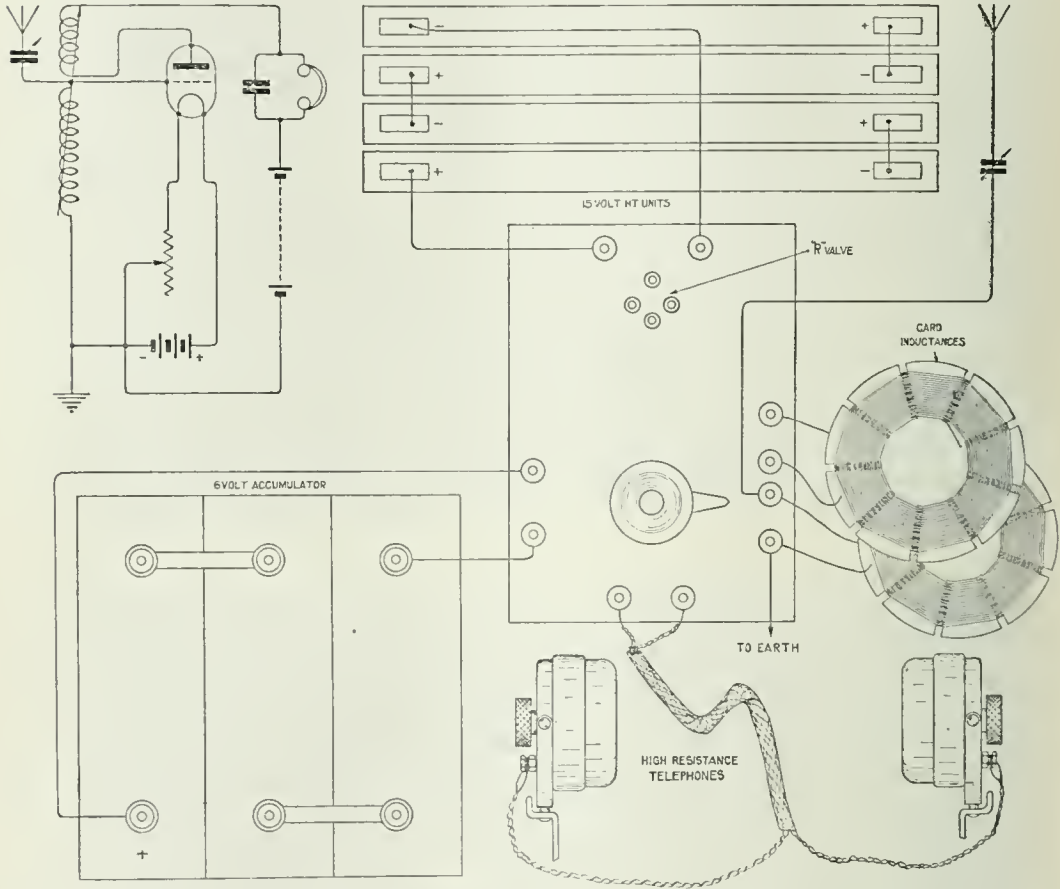 15 VOLT HT UNITS
"R" VALVE
CARD
INDUCTANCES
6 VOLT ACCUMULATOR
TO EARTH
HIGH RESISTANCE
TELEPHONES